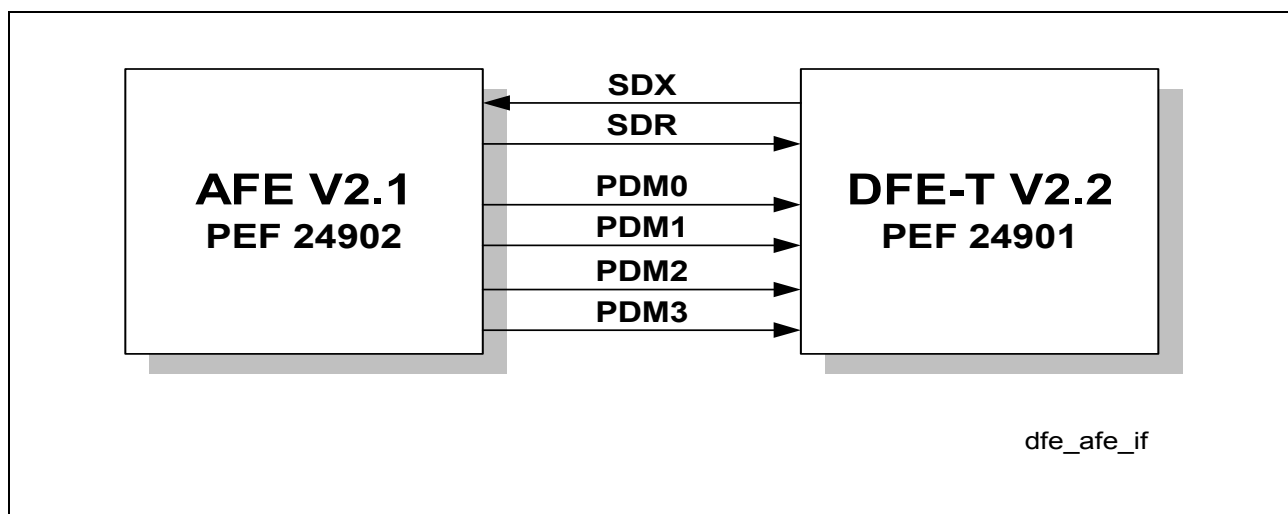 SDX
SDR
AFE V2.1
PEF 24902
PDM0
PDM1
PDM2
PDM3
DFE-T V2.2
PEF 24901
dfe_afe_if